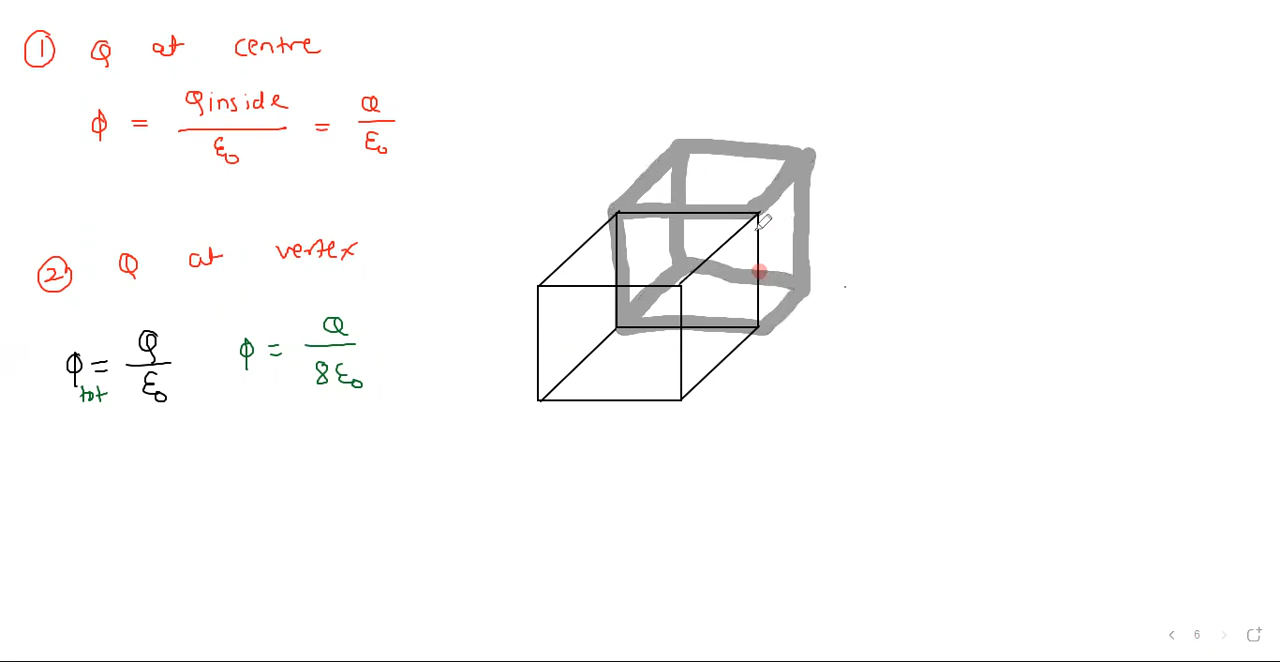 ① Q at centre
ϕ = Qinside / ε₀ = Q / ε₀
② Q at vertex
ϕtot = Q / ε₀ ϕ = Q / 8ε₀
6